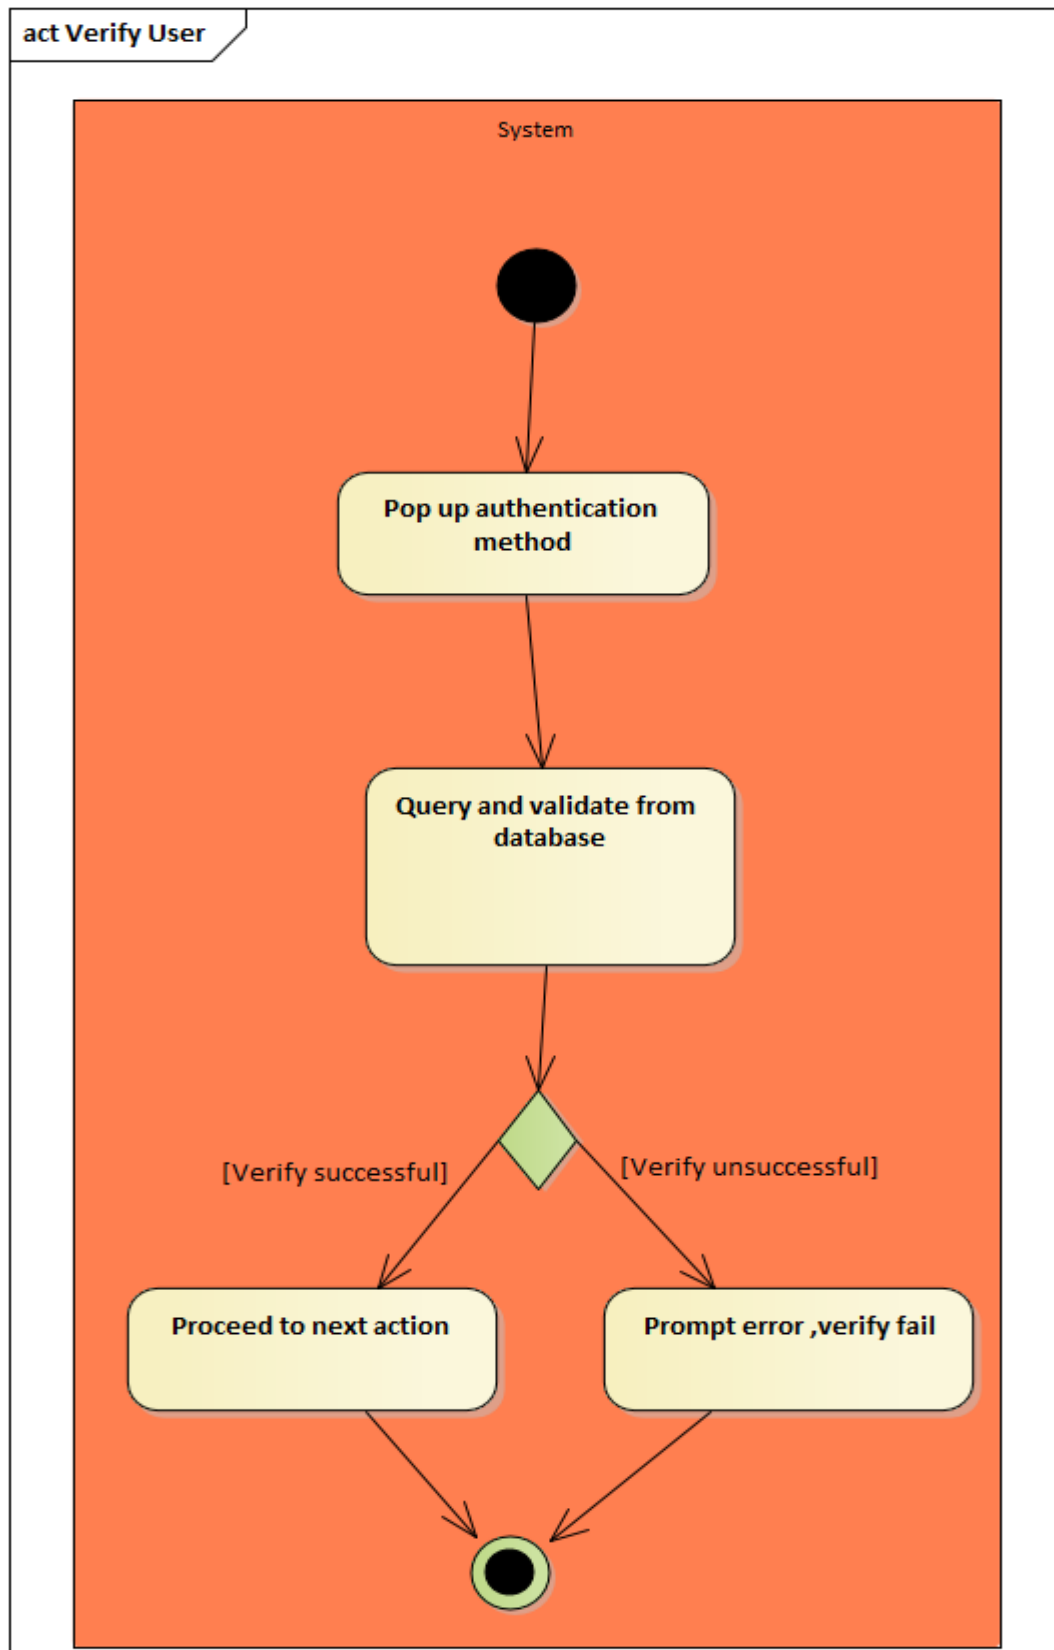 act Verify User
System
Pop up authentication
method
Query and validate from
database
[Verify successful]
[Verify unsuccessful]
Proceed to next action
Prompt error ,verify fail